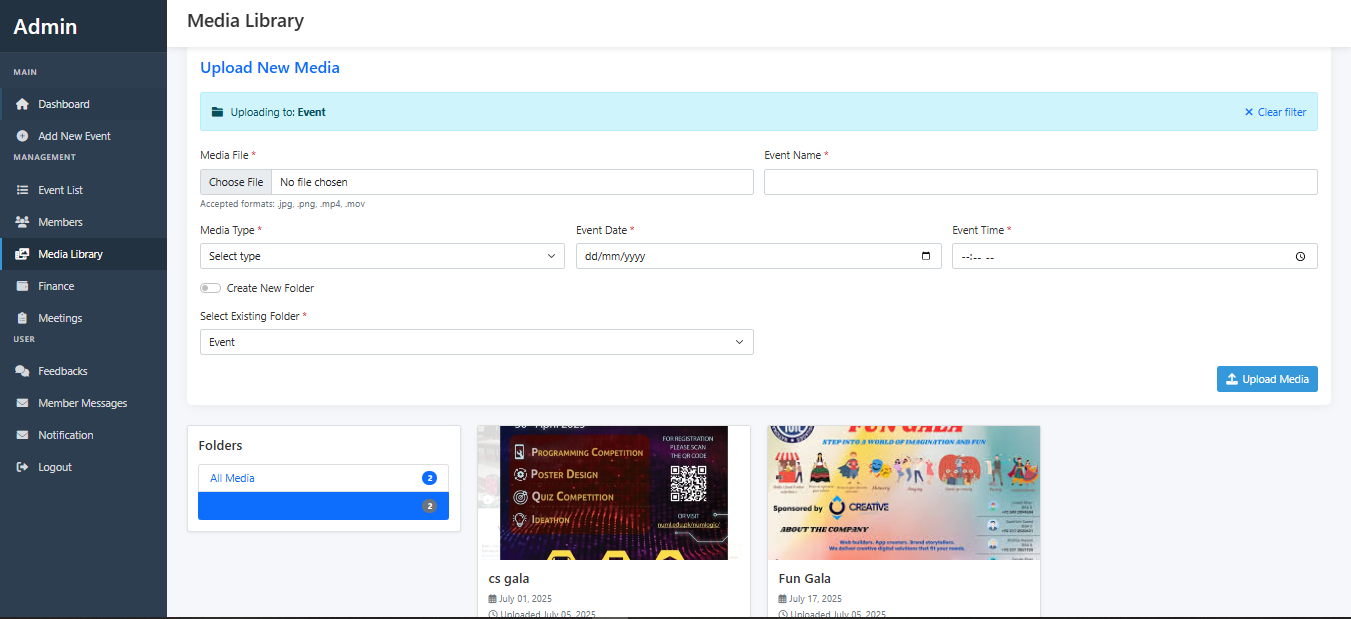 Admin
MAIN
Dashboard
Add New Event
MANAGEMENT
Event List
Members
Media Library
Finance
Meetings
USER
Feedbacks
Member Messages
Notification
Logout
Media Library
Upload New Media
Uploading to: Event
Clear filter
Media File *
Choose File No file chosen
Accepted formats: .jpg, .png, .mp4, .mov
Event Name *
Media Type *
Select type
Event Date *
dd/mm/yyyy
Event Time *
--:-- --
Create New Folder
Select Existing Folder *
Event
Upload Media
Folders
All Media 2
2
FOR REGISTRATION
PLEASE SCAN
THE QR CODE
PROGRAMMING COMPETITION
POSTER DESIGN
QUIZ COMPETITION
IDEATHON
OR VISIT
numl.edu.pk/numlogic/
cs gala
July 01, 2025
Uploaded July 05, 2025
FUN GALA
STEP INTO A WORLD OF IMAGINATION AND FUN
Sponsored by CREATIVE
ABOUT THE COMPANY
Web builders. App creators. Brand storytellers.
We deliver creative digital solutions that fit your needs.
Fun Gala
July 17, 2025
Uploaded July 05, 2025